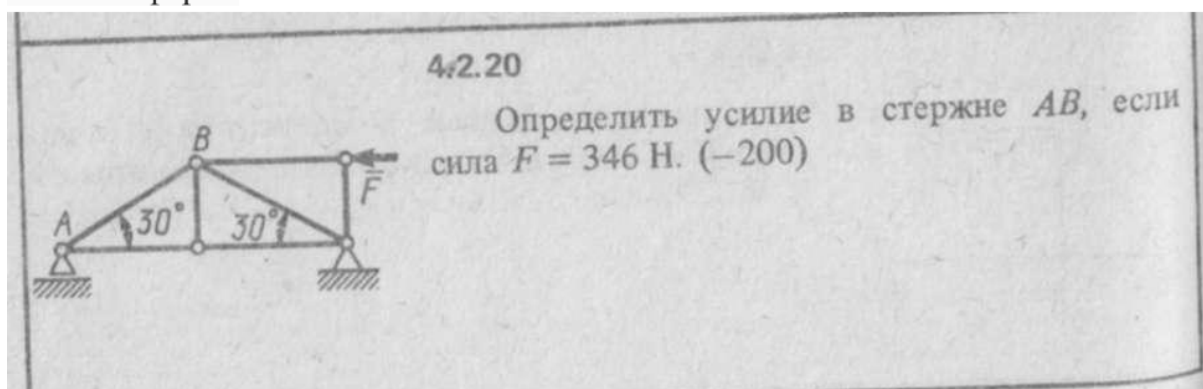 4.2.20
Определить усилие в стержне AB, если
сила F = 346 Н. (−200)
B
F
A
30°
30°